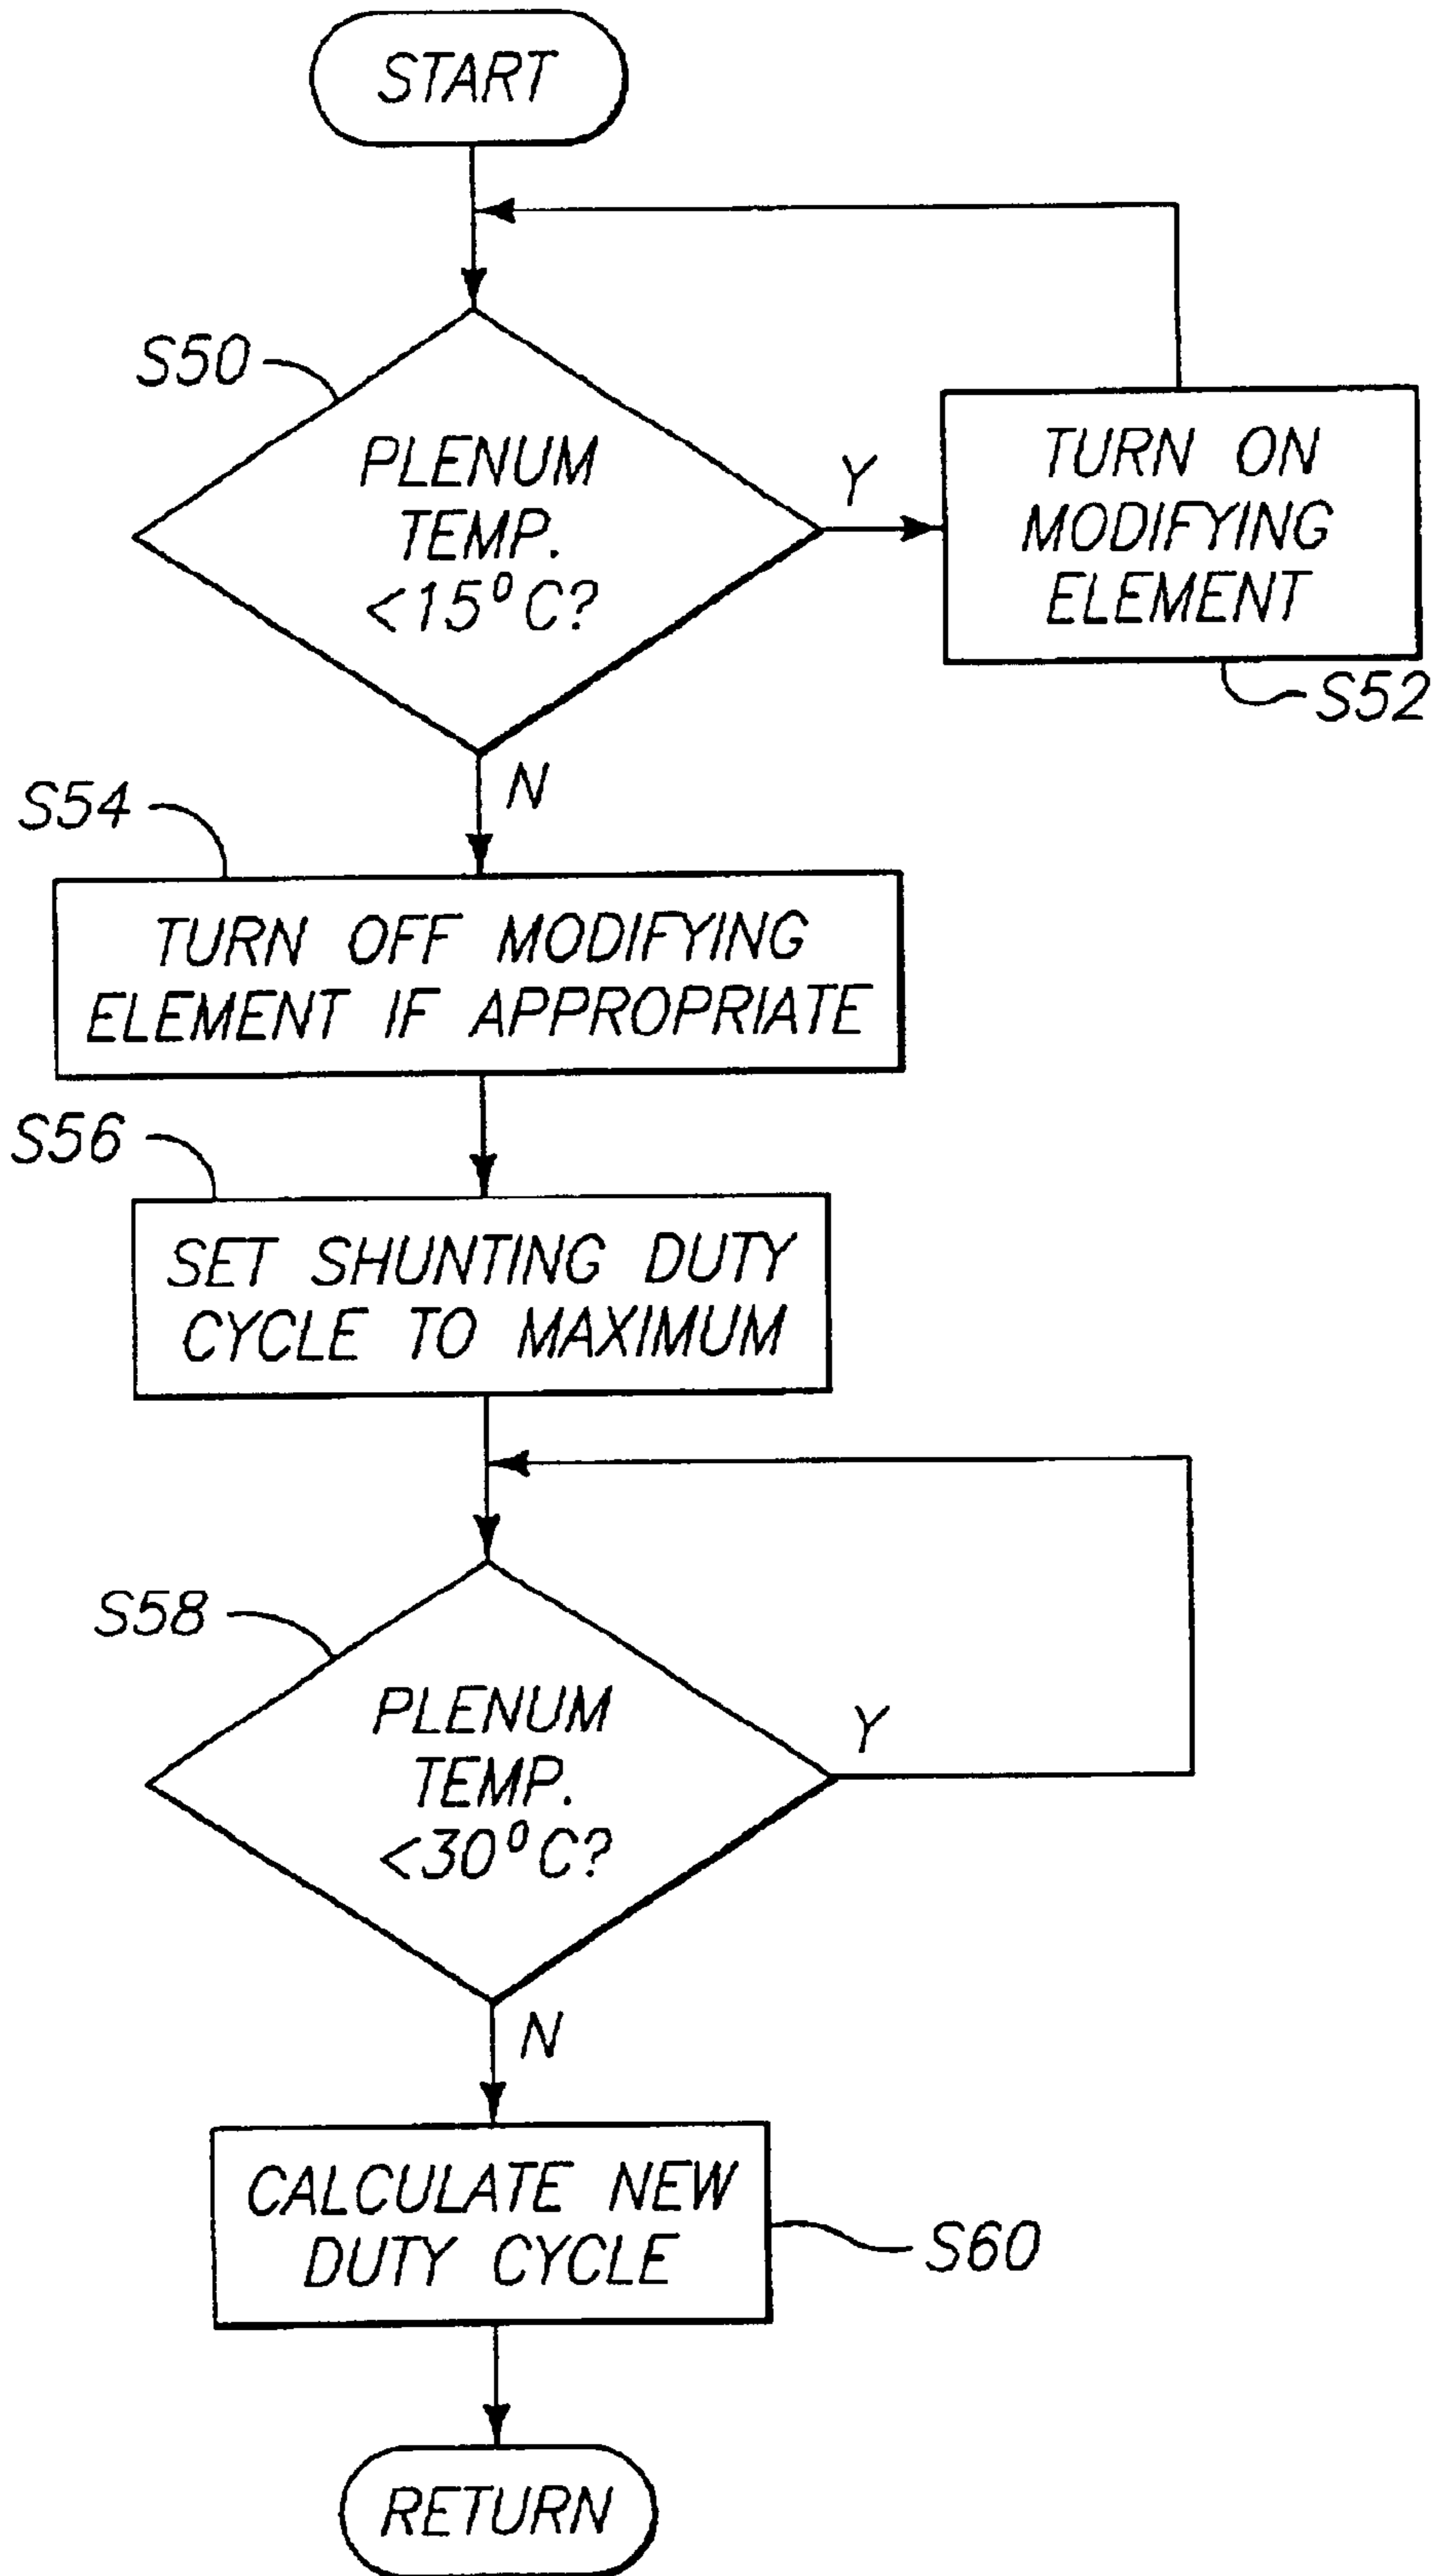 START
S50
PLENUM
TEMP.
<15°C?
Y
TURN ON
MODIFYING
ELEMENT
S52
N
S54
TURN OFF MODIFYING
ELEMENT IF APPROPRIATE
S56
SET SHUNTING DUTY
CYCLE TO MAXIMUM
S58
PLENUM
TEMP.
<30°C?
Y
N
CALCULATE NEW
DUTY CYCLE
S60
RETURN